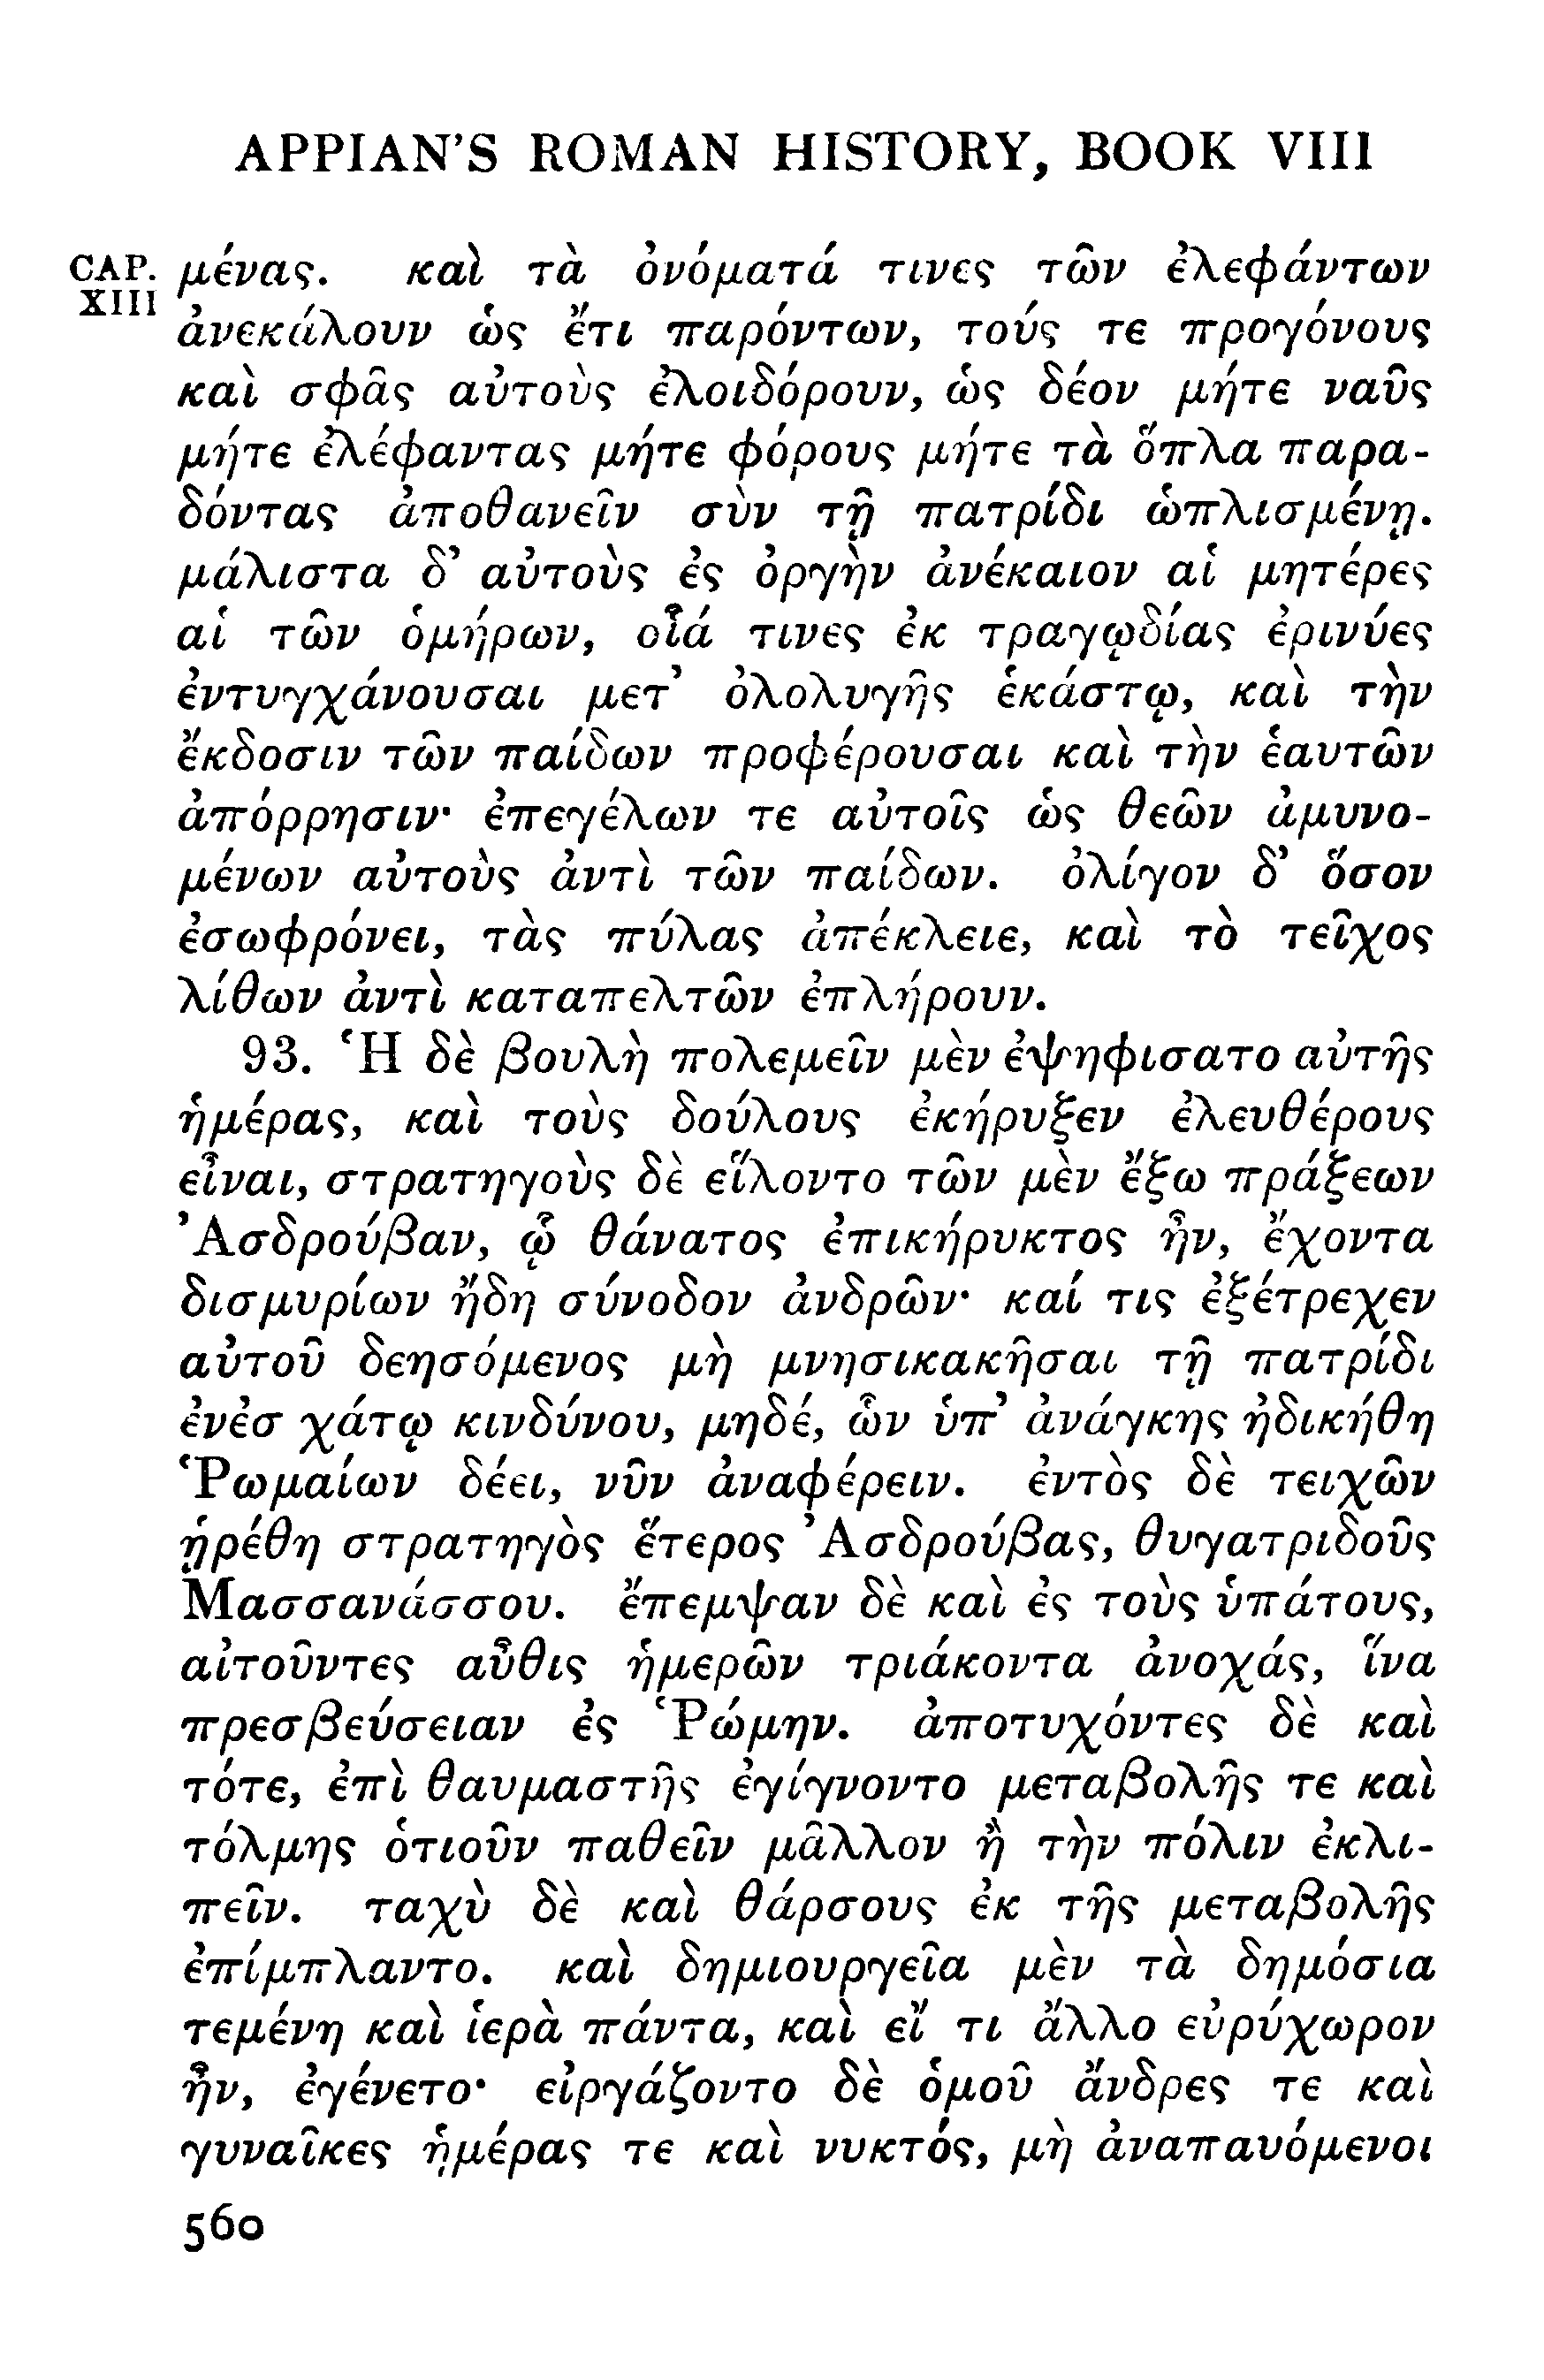 APPIAN'S ROMAN HISTORY, BOOK VIII
CAP. XIII
μένας. καὶ τὰ ὀνόματά τινες τῶν ἐλεφάντων
ἀνεκάλουν ὡς ἔτι παρόντων, τούς τε προγόνους
καὶ σφᾶς αὐτοὺς ἐλοιδόρουν, ὡς δέον μήτε ναῦς
μήτε ἐλέφαντας μήτε φόρους μήτε τὰ ὅπλα παρα-
δόντας ἀποθανεῖν σὺν τῇ πατρίδι ὡπλισμένῃ.
μάλιστα δ' αὐτοὺς ἐς ὀργὴν ἀνέκαιον αἱ μητέρες
αἱ τῶν ὁμήρων, οἷά τινες ἐκ τραγῳδίας ἐρινύες
ἐντυγχάνουσαι μετ' ὀλολυγῆς ἑκάστῳ, καὶ τὴν
ἔκδοσιν τῶν παίδων προφέρουσαι καὶ τὴν ἑαυτῶν
ἀπόρρησιν· ἐπεγέλων τε αὐτοῖς ὡς θεῶν ἀμυνο-
μένων αὐτοὺς ἀντὶ τῶν παίδων. ὀλίγον δ' ὅσον
ἐσωφρόνει, τὰς πύλας ἀπέκλειε, καὶ τὸ τεῖχος
λίθων ἀντὶ καταπελτῶν ἐπλήρουν.
93. Ἡ δὲ βουλὴ πολεμεῖν μὲν ἐψηφισατο αὐτῆς
ἡμέρας, καὶ τοὺς δούλους ἐκήρυξεν ἐλευθέρους
εἶναι, στρατηγοὺς δὲ εἵλοντο τῶν μὲν ἔξω πράξεων
Ἀσδρούβαν, ᾧ θάνατος ἐπικήρυκτος ἦν, ἔχοντα
δισμυρίων ἤδη σύνοδον ἀνδρῶν· καί τις ἐξέτρεχεν
αὐτοῦ δεησόμενος μὴ μνησικακῆσαι τῇ πατρίδι
ἐνἐσ χάτῳ κινδύνου, μηδέ, ὧν ὑπ' ἀνάγκης ἠδικήθη
Ῥωμαίων δέει, νῦν ἀναφέρειν. ἐντὸς δὲ τειχῶν
ᾑρέθη στρατηγὸς ἕτερος Ἀσδρούβας, θυγατριδοῦς
Μασσανάσσου. ἔπεμψαν δὲ καὶ ἐς τοὺς ὑπάτους,
αἰτοῦντες αὖθις ἡμερῶν τριάκοντα ἀνοχάς, ἵνα
πρεσβεύσειαν ἐς Ῥώμην. ἀποτυχόντες δὲ καὶ
τότε, ἐπὶ θαυμαστῆς ἐγίγνοντο μεταβολῆς τε καὶ
τόλμης ὁτιοῦν παθεῖν μᾶλλον ἢ τὴν πόλιν ἐκλι-
πεῖν. ταχὺ δὲ καὶ θάρσους ἐκ τῆς μεταβολῆς
ἐπίμπλαντο. καὶ δημιουργεῖα μὲν τὰ δημόσια
τεμένη καὶ ἱερὰ πάντα, καὶ εἴ τι ἄλλο εὐρύχωρον
ἦν, ἐγένετο· εἰργάζοντο δὲ ὁμοῦ ἄνδρες τε καὶ
γυναῖκες ἡμέρας τε καὶ νυκτός, μὴ ἀναπαυόμενοι
560